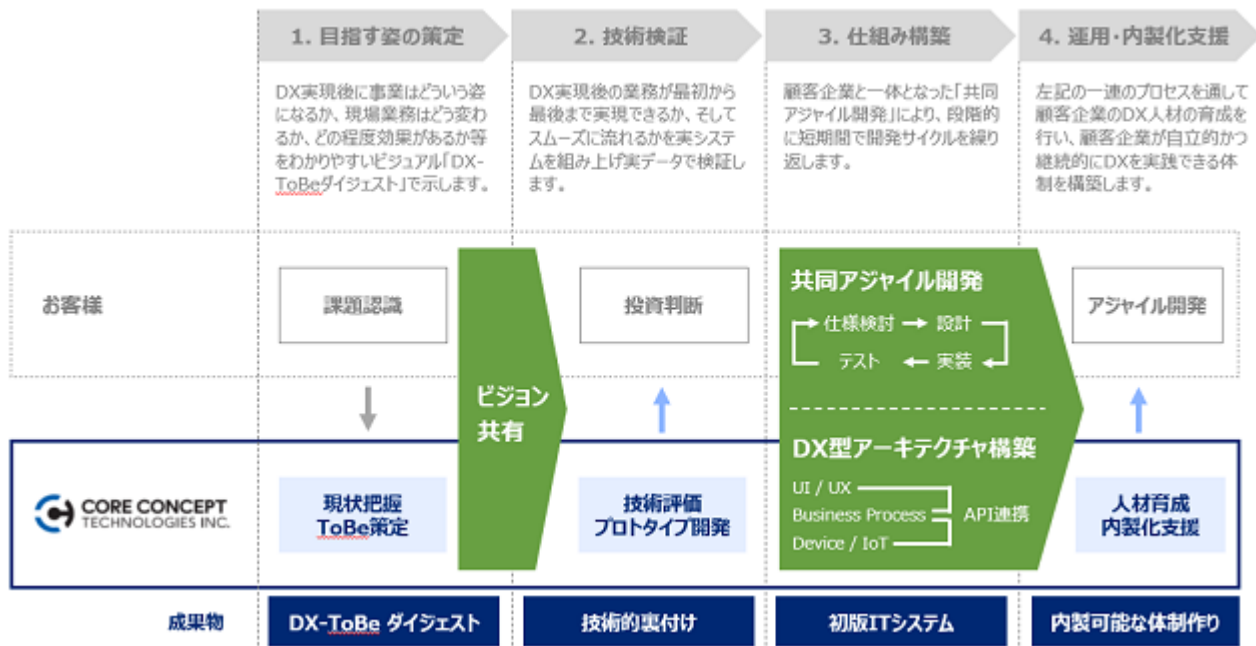 1. 目指す姿の策定
2. 技術検証
3. 仕組み構築
4. 運用・内製化支援
DX実現後に事業はどういう姿
になるか、現場業務はどう変わ
るか、どの程度効果があるか等
をわかりやすいビジュアル「DX-
ToBeダイジェスト」で示します。
DX実現後の業務が最初から
最後まで実現できるか、そして
スムーズに流れるかを実システ
ムを組み上げ実データで検証し
ます。
顧客企業と一体となった「共同
アジャイル開発」により、段階的
に短期間で開発サイクルを繰り
返します。
左記の一連のプロセスを通して
顧客企業のDX人材の育成を
行い、顧客企業が自立的かつ
継続的にDXを実践できる体
制を構築します。
お客様
課題認識
投資判断
共同アジャイル開発
仕様検討
設計
テスト
実装
アジャイル開発
ビジョン
共有
CORE CONCEPT
TECHNOLOGIES INC.
現状把握
ToBe策定
技術評価
プロトタイプ開発
DX型アーキテクチャ構築
UI / UX
Business Process
API連携
Device / IoT
人材育成
内製化支援
成果物
DX-ToBe ダイジェスト
技術的裏付け
初版ITシステム
内製可能な体制作り